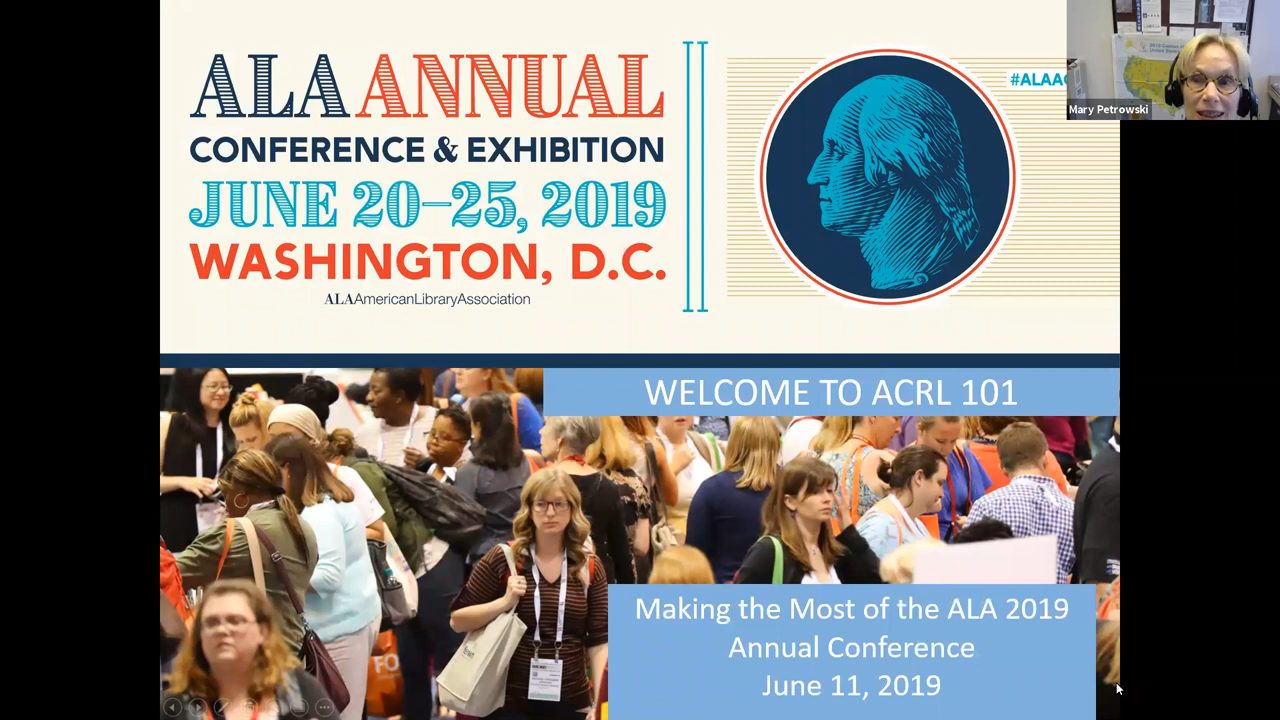 ALA ANNUAL
CONFERENCE & EXHIBITION
JUNE 20–25, 2019
WASHINGTON, D.C.
ALAAmericanLibraryAssociation
#ALAAC
Mary Petrowski
WELCOME TO ACRL 101
Making the Most of the ALA 2019
Annual Conference
June 11, 2019